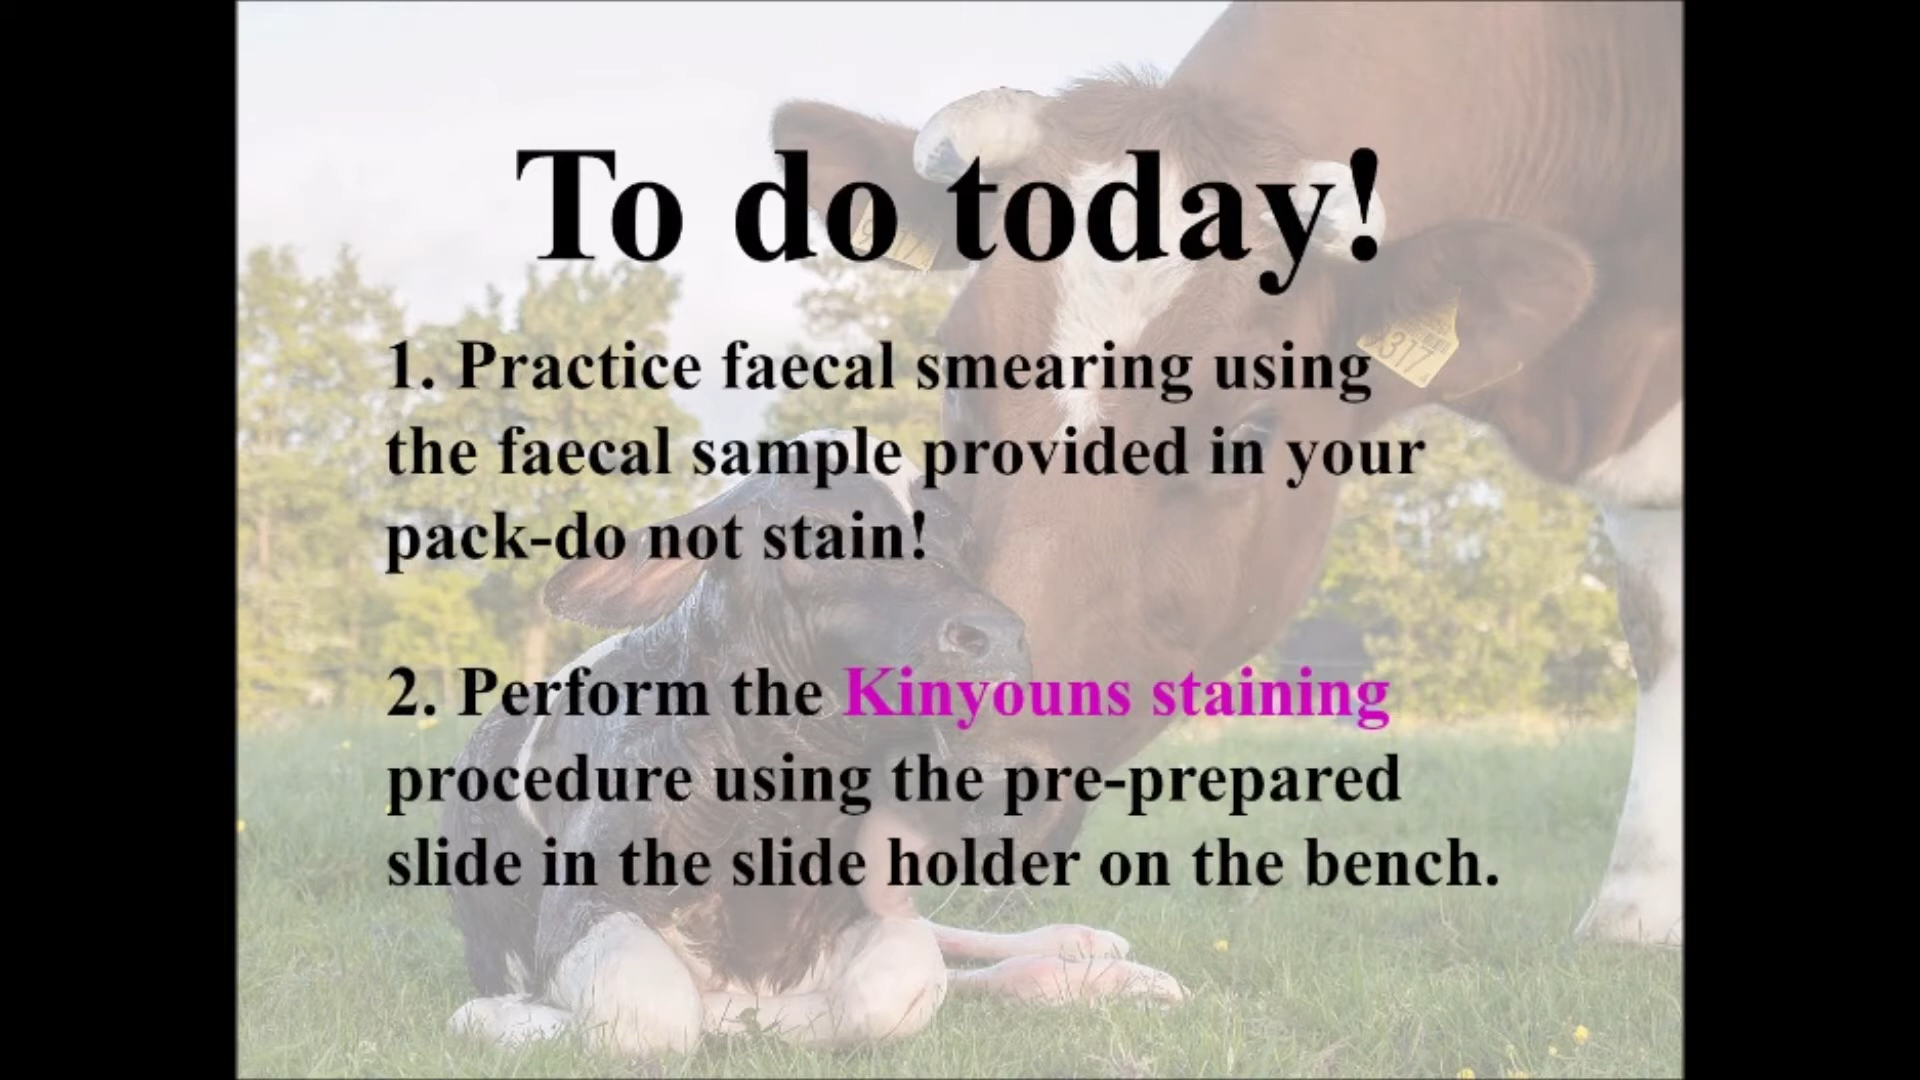 To do today!
1. Practice faecal smearing using
the faecal sample provided in your
pack-do not stain!
2. Perform the Kinyouns staining
procedure using the pre-prepared
slide in the slide holder on the bench.